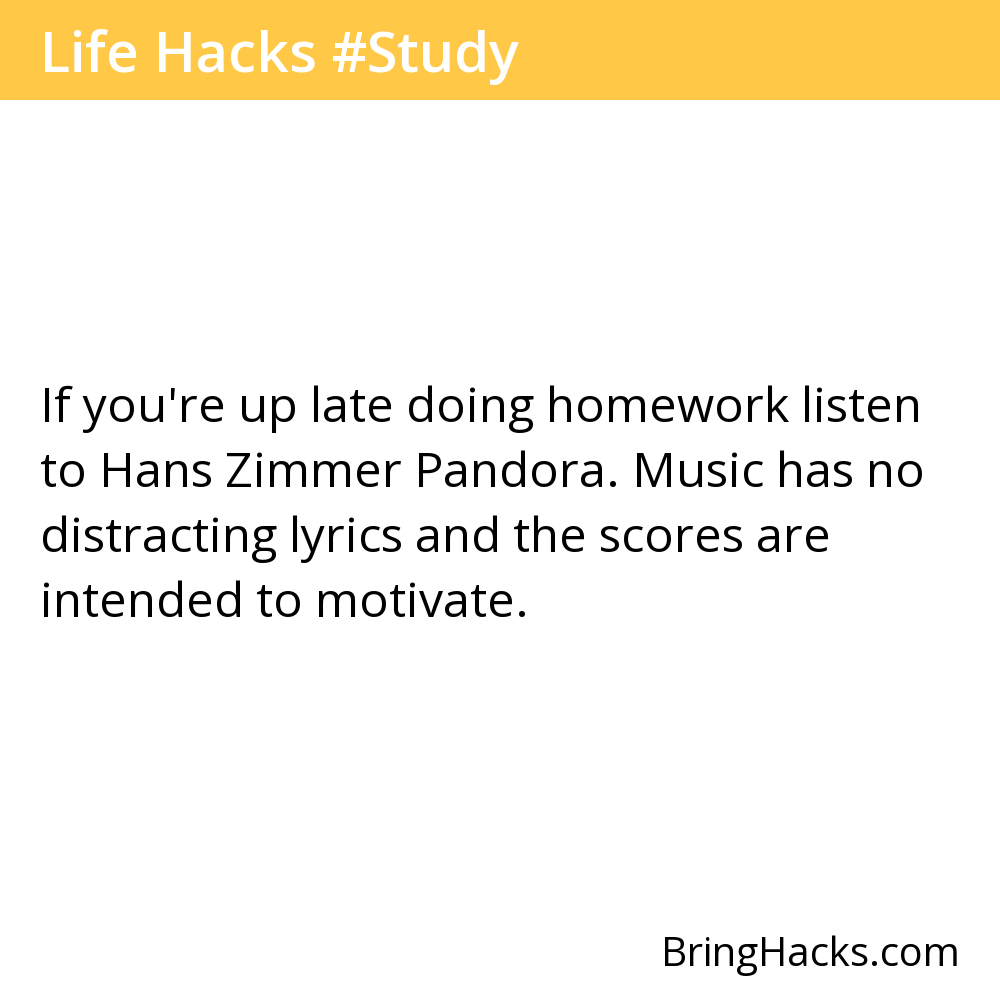 Life Hacks #Study
If you're up late doing homework listen
to Hans Zimmer Pandora. Music has no
distracting lyrics and the scores are
intended to motivate.
BringHacks.com